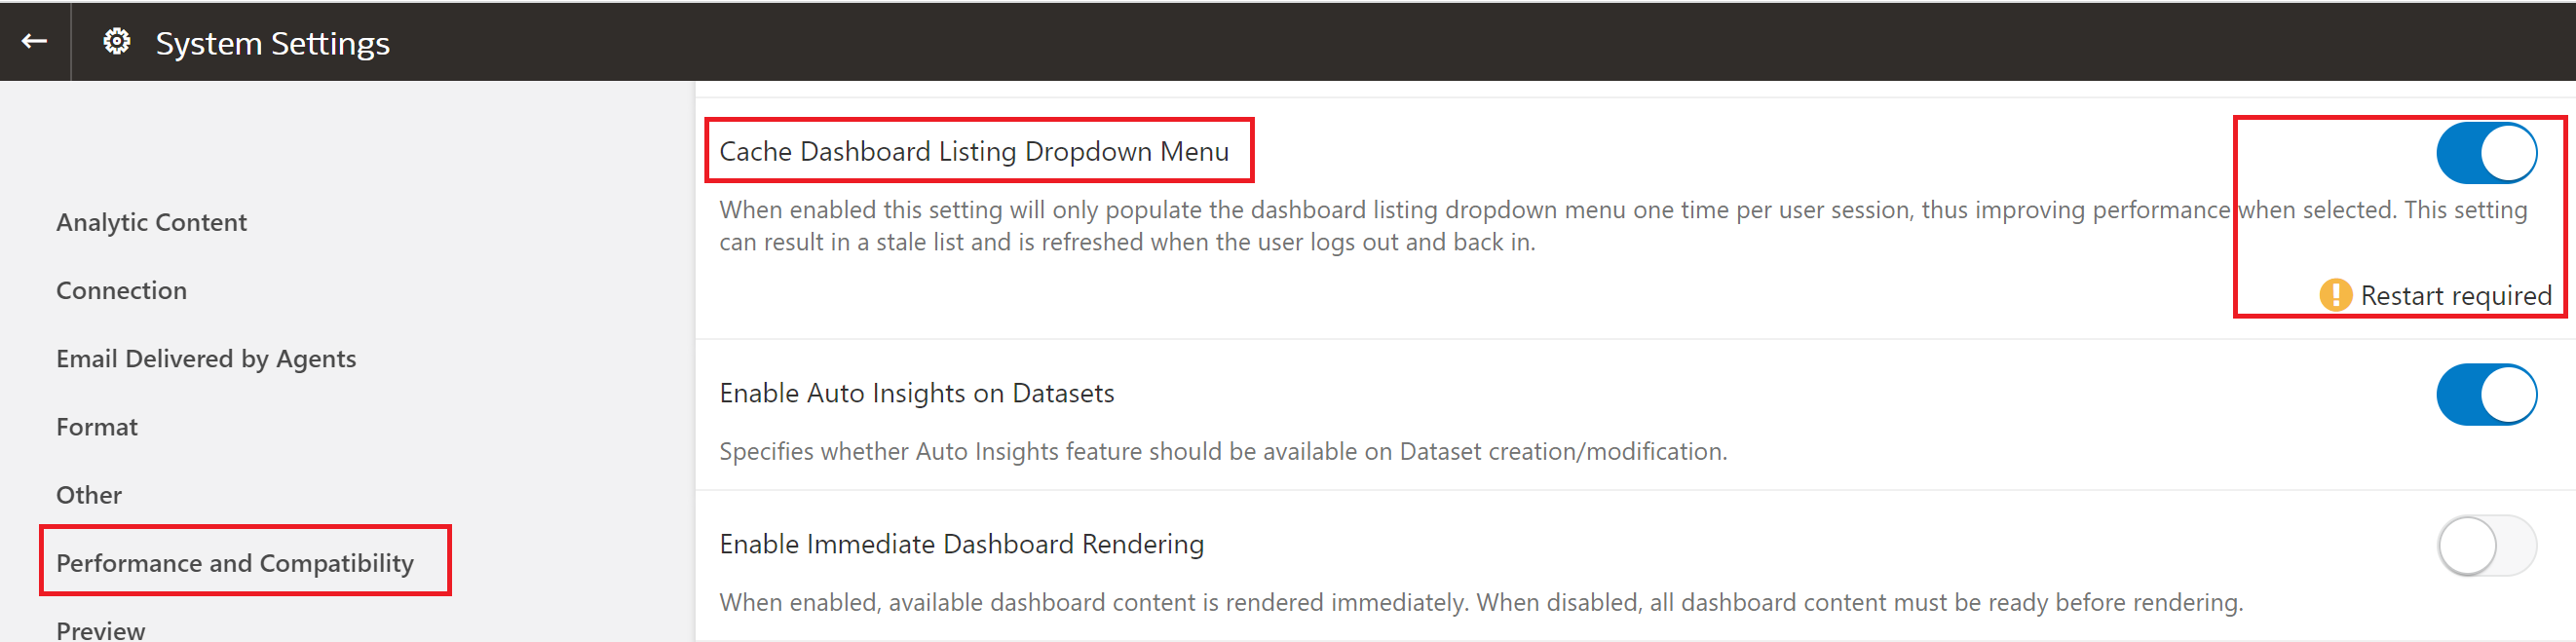 System Settings
Analytic Content
Connection
Email Delivered by Agents
Format
Other
Performance and Compatibility
Preview
Cache Dashboard Listing Dropdown Menu
When enabled this setting will only populate the dashboard listing dropdown menu one time per user session, thus improving performance when selected. This setting
can result in a stale list and is refreshed when the user logs out and back in.
Restart required
Enable Auto Insights on Datasets
Specifies whether Auto Insights feature should be available on Dataset creation/modification.
Enable Immediate Dashboard Rendering
When enabled, available dashboard content is rendered immediately. When disabled, all dashboard content must be ready before rendering.